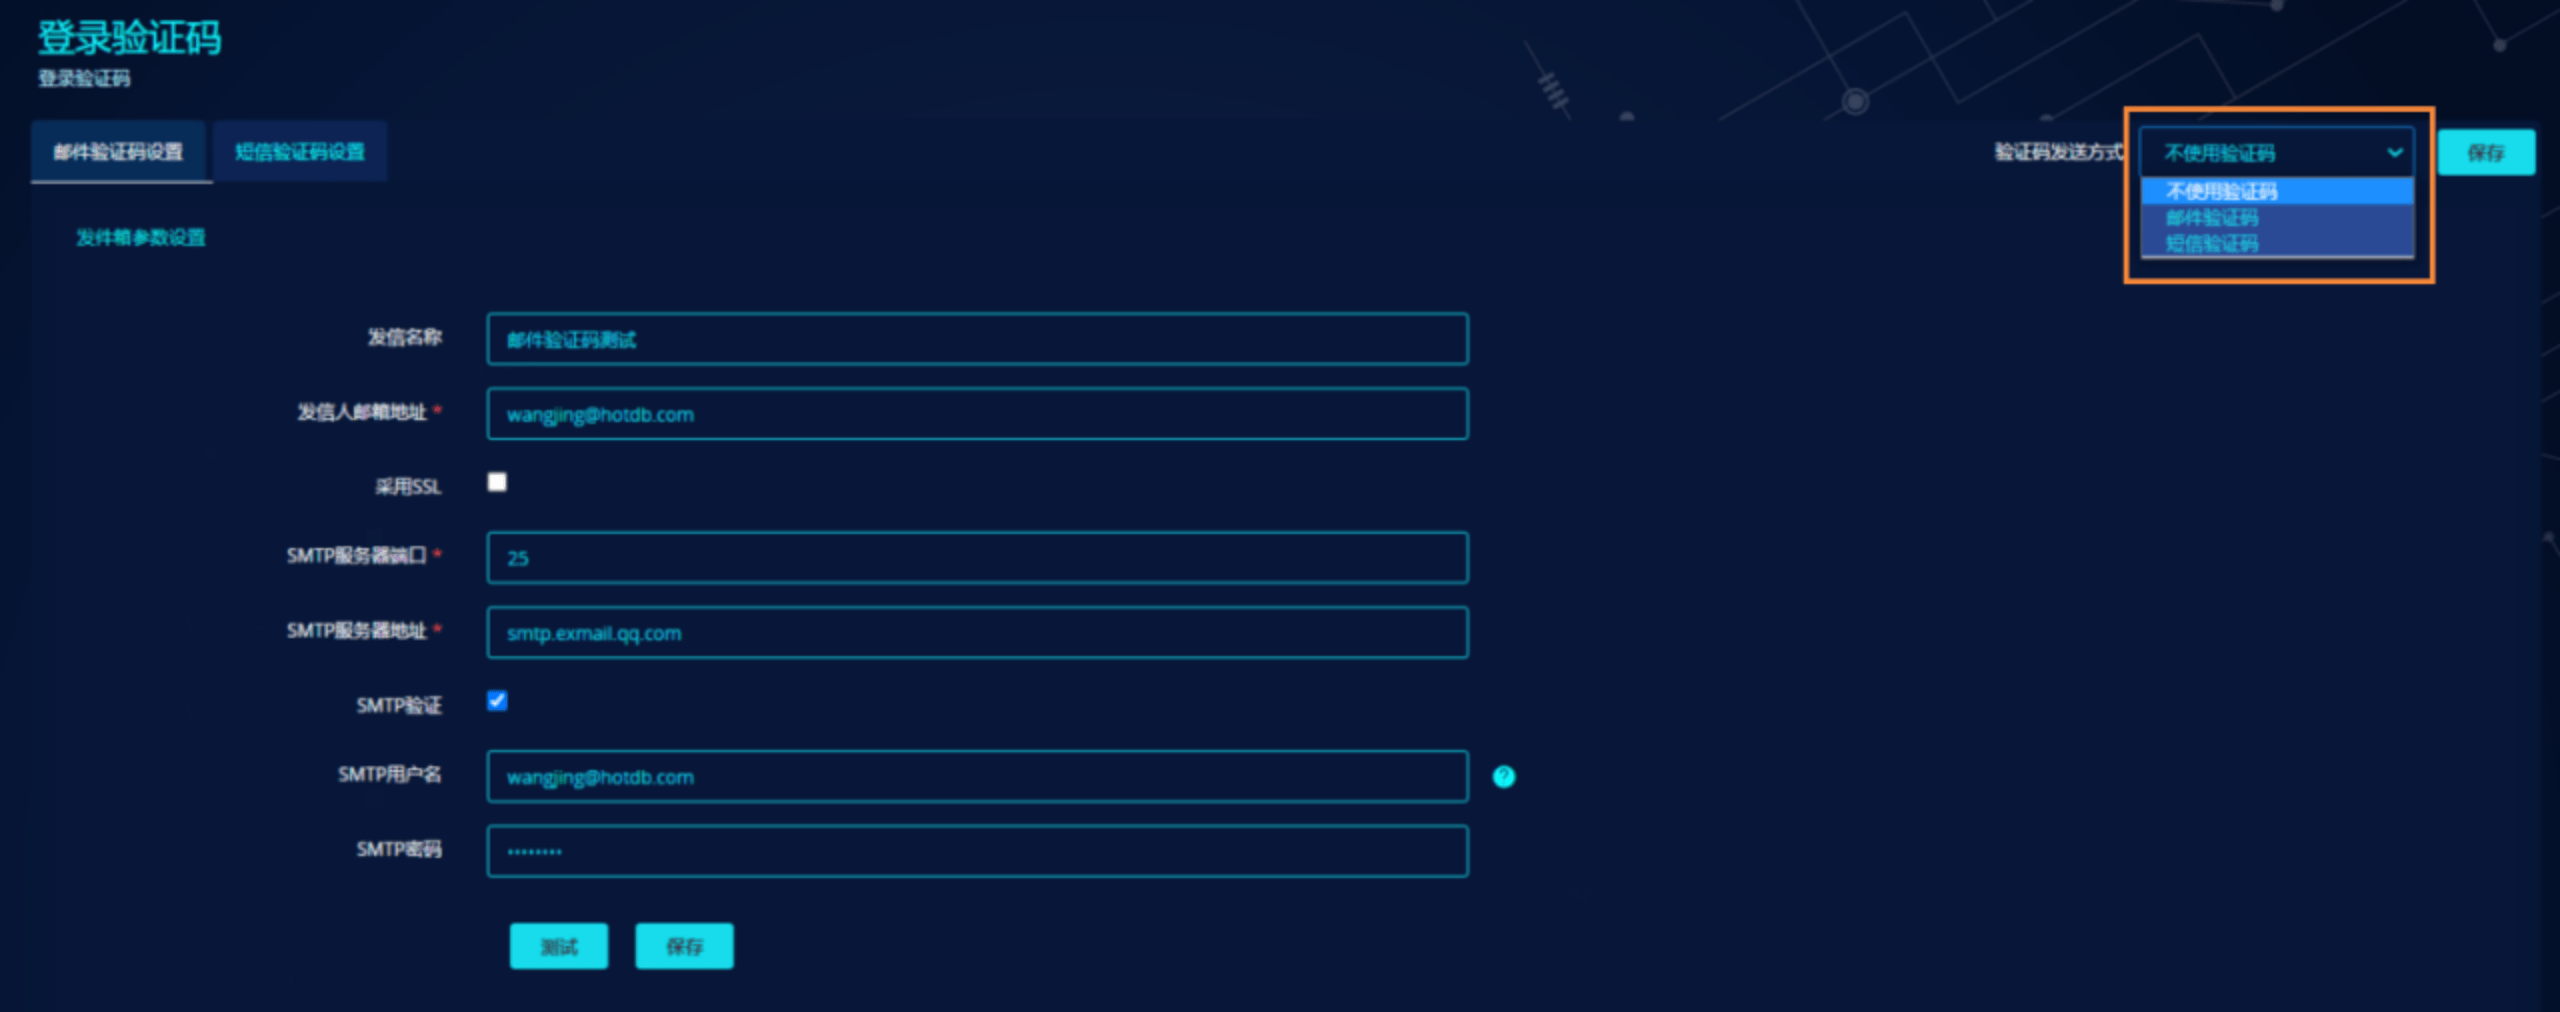 登录验证码
登录验证码
邮件验证码设置
短信验证码设置
验证码发送方式
不使用验证码
保存
不使用验证码
邮件验证码
短信验证码
发件箱参数设置
发信名称
邮件验证码测试
发信人邮箱地址 *
wangjing@hotdb.com
采用SSL
SMTP服务器端口 *
25
SMTP服务器地址 *
smtp.exmail.qq.com
SMTP验证
SMTP用户名
wangjing@hotdb.com
?
SMTP密码
••••••••
测试
保存